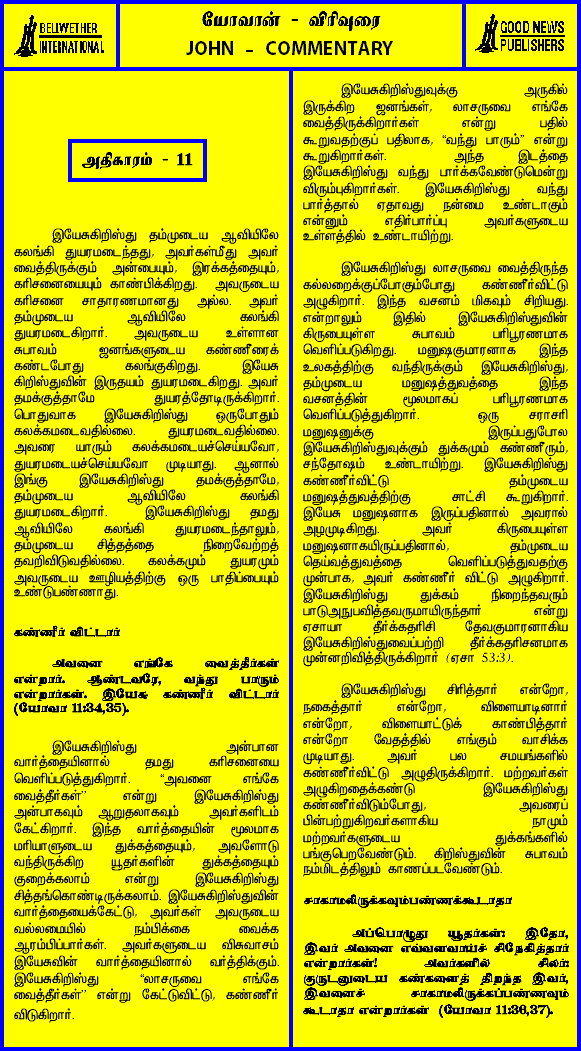 BELWETHER
INTERNATIONAL
யோவான் - விரிவுரை
JOHN - COMMENTARY
GOOD NEWS
PUBLISHERS
அதிகாரம் - 11
இயேசுகிறிஸ்து தம்முடைய ஆவியிலே
கலங்கி துயரமடைந்தது, அவர்கள்மீது அவர்
வைத்திருக்கும் அன்பையும், இரக்கத்தையும்,
கரிசனையையும் காண்பிக்கிறது. அவருடைய
கரிசனை சாதாரணமானது அல்ல. அவர்
தம்முடைய ஆவியிலே கலங்கி
துயரமடைகிறார். அவருடைய உள்ளான
சுபாவம் ஜனங்களுடைய கண்ணீரைக்
கண்டபோது கலங்குகிறது. இயேசு
கிறிஸ்துவின் இருதயம் துயரமடைகிறது. அவர்
தமக்குத்தாமே துயரத்தோடிருக்கிறார்.
பொதுவாக இயேசுகிறிஸ்து ஒருபோதும்
கலக்கமடைவதில்லை. துயரமடைவதில்லை.
அவரை யாரும் கலக்கமடையச்செய்யவோ,
துயரமடையச்செய்யவோ முடியாது. ஆனால்
இங்கு இயேசுகிறிஸ்து தமக்குத்தாமே,
தம்முடைய ஆவியிலே கலங்கி
துயரமடைகிறார். இயேசுகிறிஸ்து தமது
ஆவியிலே கலங்கி துயரமடைந்தாலும்,
தம்முடைய சித்தத்தை நிறைவேற்றத்
தவறிவிடுவதில்லை. கலக்கமும் துயரமும்
அவருடைய ஊழியத்திற்கு ஒரு பாதிப்பையும்
உண்டுபண்ணாது.
கண்ணீர் விட்டார்
அவனை எங்கே வைத்தீர்கள்
என்றார். ஆண்டவரே, வந்து பாரும்
என்றார்கள். இயேசு கண்ணீர் விட்டார்
(யோவா 11:34,35).
இயேசுகிறிஸ்து அன்பான
வார்த்தையினால் தமது கரிசனையை
வெளிப்படுத்துகிறார். "அவனை எங்கே
வைத்தீர்கள்" என்று இயேசுகிறிஸ்து
அன்பாகவும் ஆறுதலாகவும் அவர்களிடம்
கேட்கிறார். இந்த வார்த்தையின் மூலமாக
மரியாளுடைய துக்கத்தையும், அவளோடு
வந்திருக்கிற யூதர்களின் துக்கத்தையும்
குறைக்கலாம் என்று இயேசுகிறிஸ்து
சித்தங்கொண்டிருக்கலாம். இயேசுகிறிஸ்துவின்
வார்த்தையைக்கேட்டு, அவர்கள் அவருடைய
வல்லமையில் நம்பிக்கை வைக்க
ஆரம்பிப்பார்கள். அவர்களுடைய விசுவாசம்
இயேசுவின் வார்த்தையினால் வர்த்திக்கும்.
இயேசுகிறிஸ்து "லாசருவை எங்கே
வைத்தீர்கள்" என்று கேட்டுவிட்டு, கண்ணீர்
விடுகிறார்.
இயேசுகிறிஸ்துவுக்கு அருகில்
இருக்கிற ஜனங்கள், லாசருவை எங்கே
வைத்திருக்கிறார்கள் என்று பதில்
கூறுவதற்குப் பதிலாக, "வந்து பாரும்" என்று
கூறுகிறார்கள். அந்த இடத்தை
இயேசுகிறிஸ்து வந்து பார்க்கவேண்டுமென்று
விரும்புகிறார்கள். இயேசுகிறிஸ்து வந்து
பார்த்தால் ஏதாவது நன்மை உண்டாகும்
என்னும் எதிர்பார்ப்பு அவர்களுடைய
உள்ளத்தில் உண்டாயிற்று.
இயேசுகிறிஸ்து லாசருவை வைத்திருந்த
கல்லறைக்குப்போகும்போது கண்ணீர்விட்டு
அழுகிறார். இந்த வசனம் மிகவும் சிறியது.
என்றாலும் இதில் இயேசுகிறிஸ்துவின்
கிருபையுள்ள சுபாவம் பரிபூரணமாக
வெளிப்படுகிறது. மனுஷகுமாரனாக இந்த
உலகத்திற்கு வந்திருக்கும் இயேசுகிறிஸ்து,
தம்முடைய மனுஷத்துவத்தை இந்த
வசனத்தின் மூலமாகப் பரிபூரணமாக
வெளிப்படுத்துகிறார். ஒரு சராசரி
மனுஷனுக்கு இருப்பதுபோல
இயேசுகிறிஸ்துவுக்கும் துக்கமும் கண்ணீரும்,
சந்தோஷம் உண்டாயிற்று. இயேசுகிறிஸ்து
கண்ணீர்விட்டு தம்முடைய
மனுஷத்துவத்திற்கு சாட்சி கூறுகிறார்.
இயேசு மனுஷனாக இருப்பதினால் அவரால்
அழமுடிகிறது. அவர் கிருபையுள்ள
மனுஷனாகயிருப்பதினால், தம்முடைய
தெய்வத்துவத்தை வெளிப்படுத்துவதற்கு
முன்பாக, அவர் கண்ணீர் விட்டு அழுகிறார்.
இயேசுகிறிஸ்து துக்கம் நிறைந்தவரும்
பாடுஅநுபவித்தவருமாயிருந்தார் என்று
ஏசாயா தீர்க்கதரிசி தேவகுமாரனாகிய
இயேசுகிறிஸ்துவைப்பற்றி தீர்க்கதரிசனமாக
முன்னறிவித்திருக்கிறார் (ஏசா 53:3).
இயேசுகிறிஸ்து சிரித்தார் என்றோ,
நகைத்தார் என்றோ, விளையாடினார்
என்றோ, விளையாட்டுக் காண்பித்தார்
என்றோ வேதத்தில் எங்கும் வாசிக்க
முடியாது. அவர் பல சமயங்களில்
கண்ணீர்விட்டு அழுதிருக்கிறார். மற்றவர்கள்
அழுகிறதைக்கண்டு இயேசுகிறிஸ்து
கண்ணீர்விடும்போது, அவரைப்
பின்பற்றுகிறவர்களாகிய நாமும்
மற்றவர்களுடைய துக்கங்களில்
பங்குபெறவேண்டும். கிறிஸ்துவின் சுபாவம்
நம்மிடத்திலும் காணப்படவேண்டும்.
சாகாமலிருக்கவும்பண்ணக்கூடாதா
அப்பொழுது யூதர்கள்: இதோ,
இவர் அவனை எவ்வளவாய்ச் சிநேகித்தார்
என்றார்கள்! அவர்களில் சிலர்:
குருடனுடைய கண்களைத் திறந்த இவர்,
இவனைச் சாகாமலிருக்கப்பண்ணவும்
கூடாதா என்றார்கள் (யோவா 11:36,37).